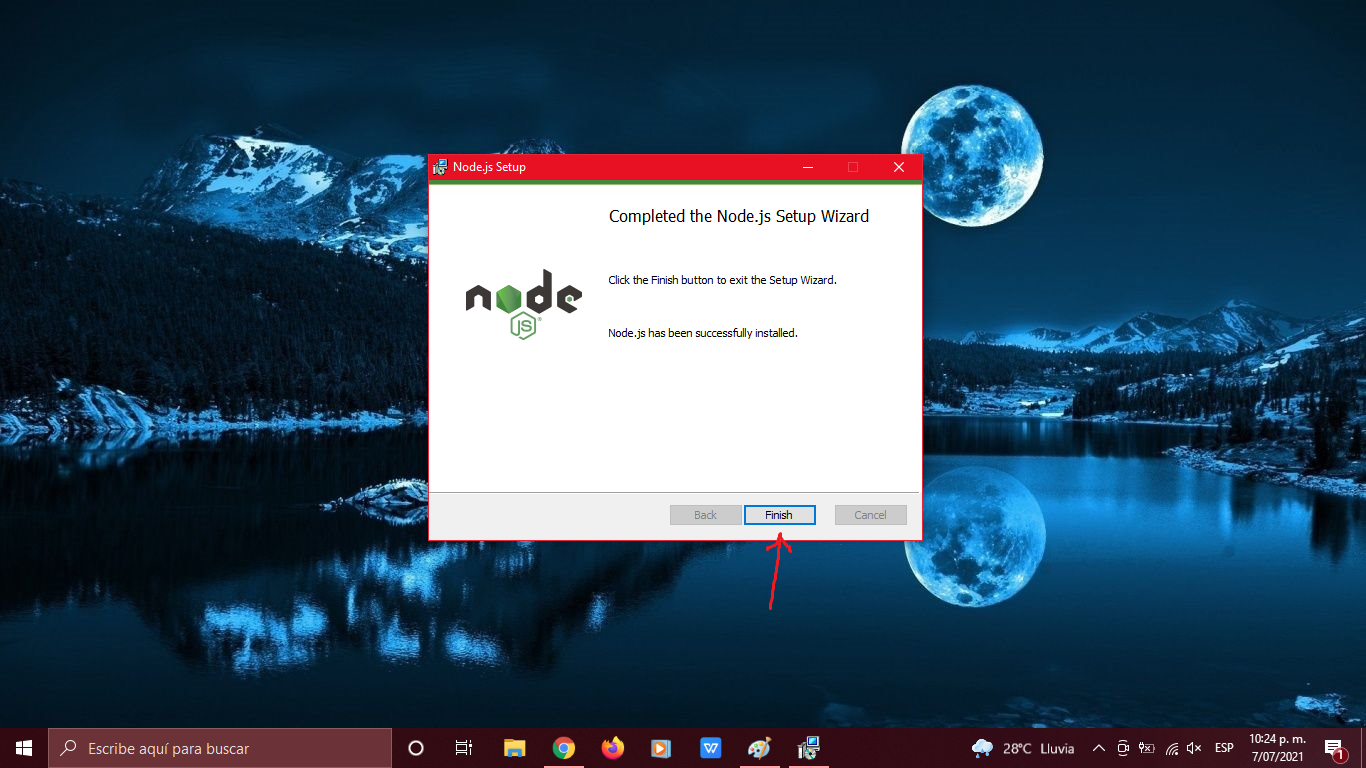 Node.js Setup
Completed the Node.js Setup Wizard
Click the Finish button to exit the Setup Wizard.
node
JS
Node.js has been successfully installed.
Back
Finish
Cancel
Escribe aquí para buscar
28°C Lluvia
ESP
10:24 p. m.
7/07/2021
1